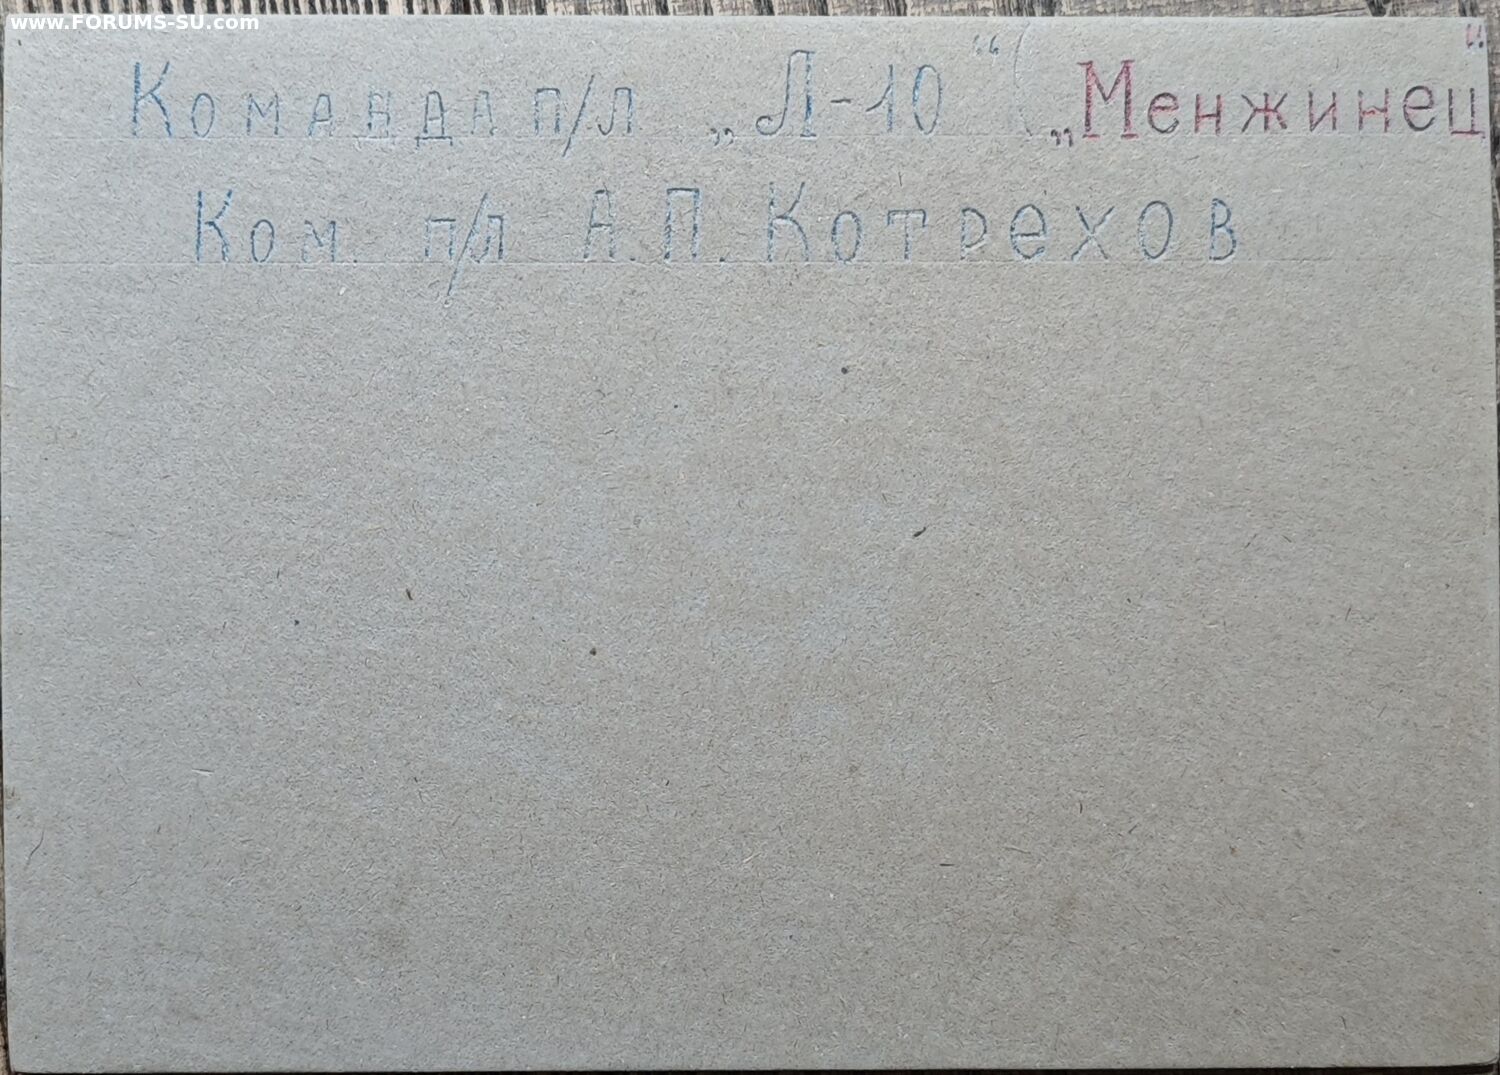 www.FORUMS-SU.com
Команда п/л „Л-10“ ( „Менжинец“
Ком. п/л А.П. Котрехов